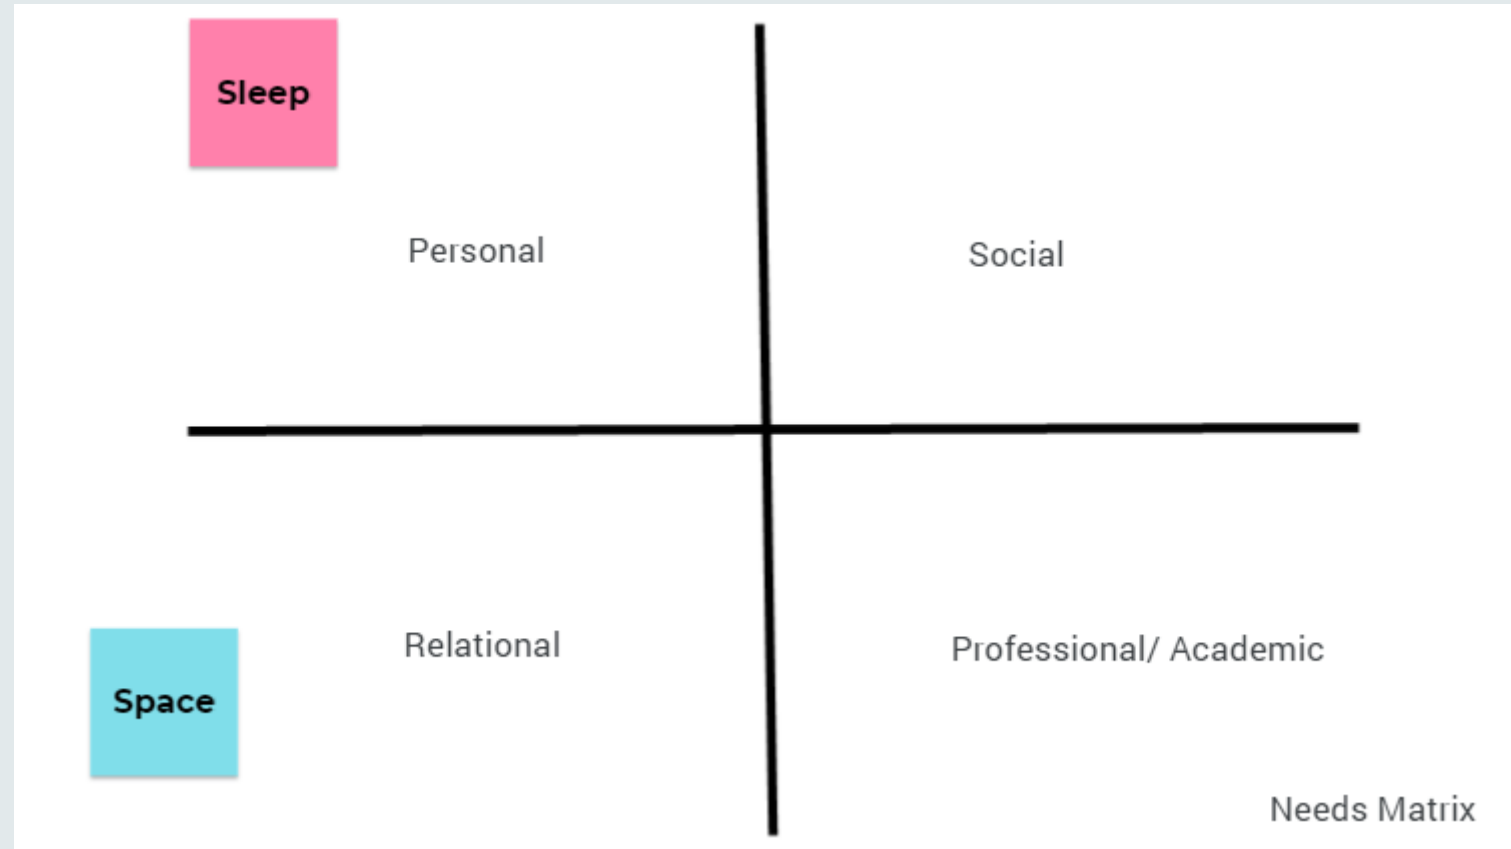 Sleep
Personal
Social
Relational
Professional/ Academic
Space
Needs Matrix